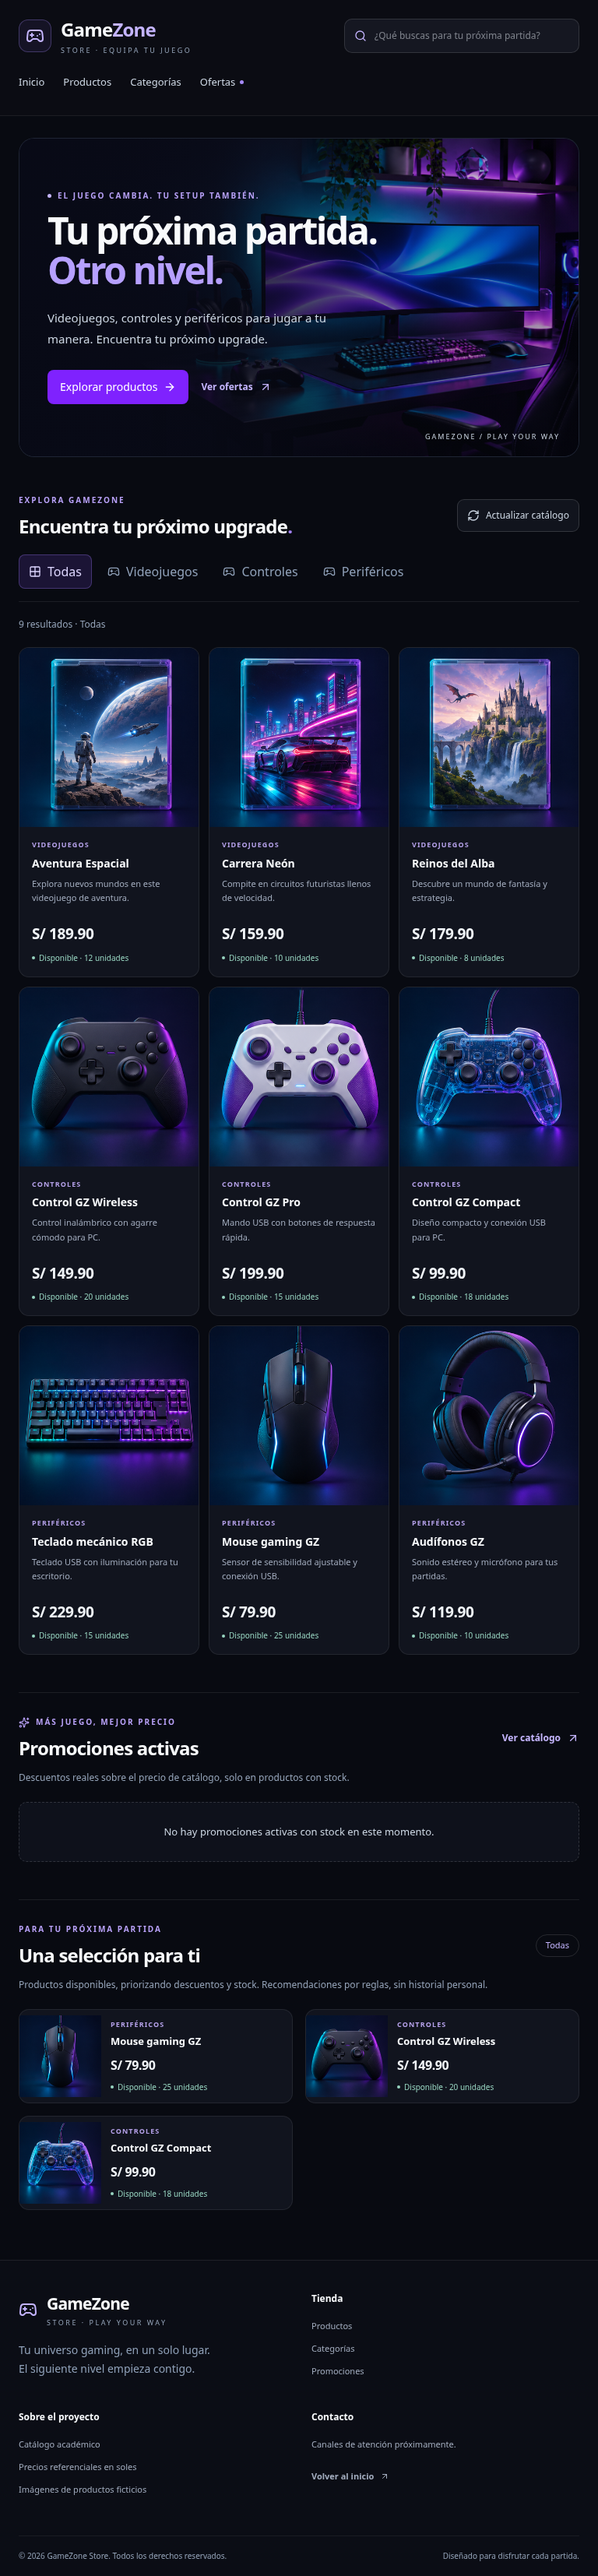 GameZone
STORE · EQUIPA TU JUEGO
¿Qué buscas para tu próxima partida?
Inicio Productos Categorías Ofertas
EL JUEGO CAMBIA. TU SETUP TAMBIÉN.
Tu próxima partida.
Otro nivel.
Videojuegos, controles y periféricos para jugar a tu
manera. Encuentra tu próximo upgrade.
Explorar productos Ver ofertas
GAMEZONE / PLAY YOUR WAY
EXPLORA GAMEZONE
Encuentra tu próximo upgrade.
Actualizar catálogo
Todas Videojuegos Controles Periféricos
9 resultados · Todas
VIDEOJUEGOS
Aventura Espacial
Explora nuevos mundos en este
videojuego de aventura.
S/ 189.90
Disponible · 12 unidades
VIDEOJUEGOS
Carrera Neón
Compite en circuitos futuristas llenos
de velocidad.
S/ 159.90
Disponible · 10 unidades
VIDEOJUEGOS
Reinos del Alba
Descubre un mundo de fantasía y
estrategia.
S/ 179.90
Disponible · 8 unidades
CONTROLES
Control GZ Wireless
Control inalámbrico con agarre
cómodo para PC.
S/ 149.90
Disponible · 20 unidades
CONTROLES
Control GZ Pro
Mando USB con botones de respuesta
rápida.
S/ 199.90
Disponible · 15 unidades
CONTROLES
Control GZ Compact
Diseño compacto y conexión USB
para PC.
S/ 99.90
Disponible · 18 unidades
PERIFÉRICOS
Teclado mecánico RGB
Teclado USB con iluminación para tu
escritorio.
S/ 229.90
Disponible · 15 unidades
PERIFÉRICOS
Mouse gaming GZ
Sensor de sensibilidad ajustable y
conexión USB.
S/ 79.90
Disponible · 25 unidades
PERIFÉRICOS
Audífonos GZ
Sonido estéreo y micrófono para tus
partidas.
S/ 119.90
Disponible · 10 unidades
MÁS JUEGO, MEJOR PRECIO
Promociones activas
Ver catálogo
Descuentos reales sobre el precio de catálogo, solo en productos con stock.
No hay promociones activas con stock en este momento.
PARA TU PRÓXIMA PARTIDA
Una selección para ti
Todas
Productos disponibles, priorizando descuentos y stock. Recomendaciones por reglas, sin historial personal.
PERIFÉRICOS
Mouse gaming GZ
S/ 79.90
Disponible · 25 unidades
CONTROLES
Control GZ Wireless
S/ 149.90
Disponible · 20 unidades
CONTROLES
Control GZ Compact
S/ 99.90
Disponible · 18 unidades
GameZone
STORE · PLAY YOUR WAY
Tu universo gaming, en un solo lugar.
El siguiente nivel empieza contigo.
Tienda
Productos
Categorías
Promociones
Sobre el proyecto
Catálogo académico
Precios referenciales en soles
Imágenes de productos ficticios
Contacto
Canales de atención próximamente.
Volver al inicio
© 2026 GameZone Store. Todos los derechos reservados.
Diseñado para disfrutar cada partida.